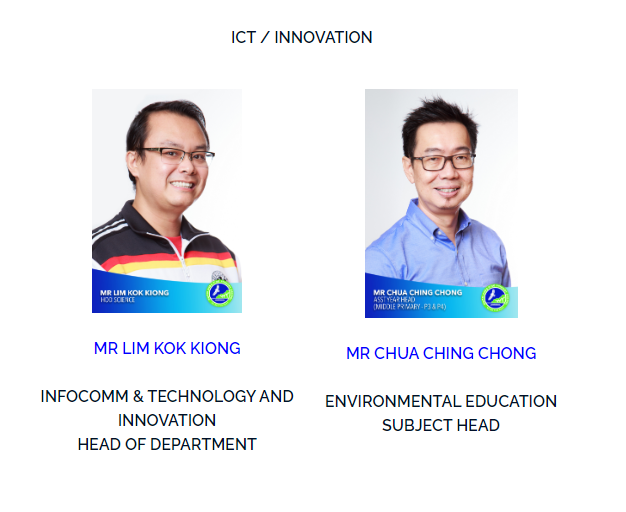 ICT / INNOVATION
MR LIM KOK KIONG
HOD SCIENCE
MR CHUA CHING CHONG
ASST YEAR HEAD
(MIDDLE PRIMARY - P3 & P4)
MR LIM KOK KIONG
MR CHUA CHING CHONG
INFOCOMM & TECHNOLOGY AND
INNOVATION
HEAD OF DEPARTMENT
ENVIRONMENTAL EDUCATION
SUBJECT HEAD